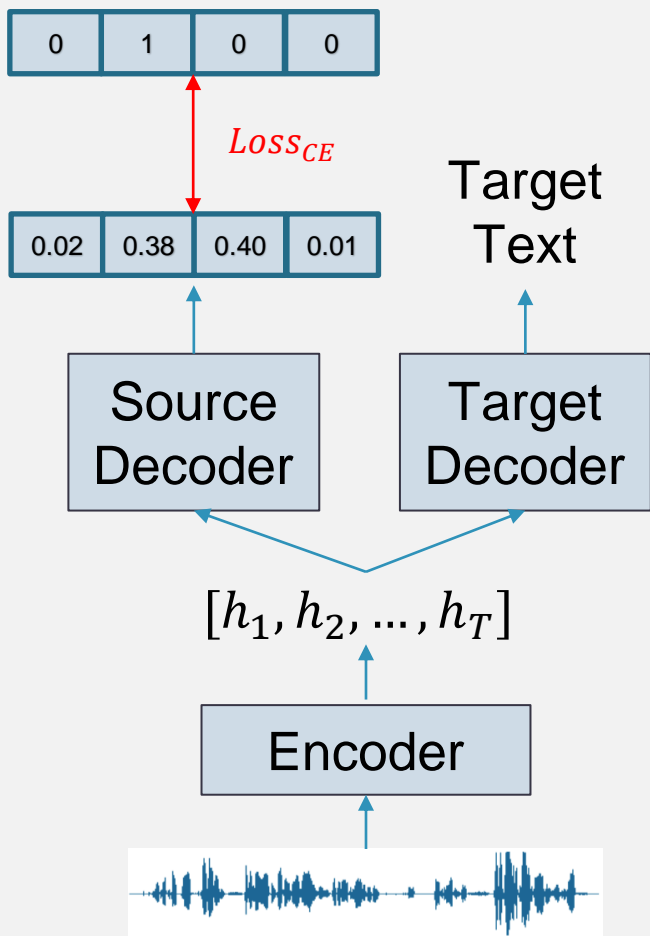 0 1 0 0
Loss_CE
Target
Text
0.02 0.38 0.40 0.01
Source
Decoder
Target
Decoder
[h_1, h_2, ..., h_T]
Encoder